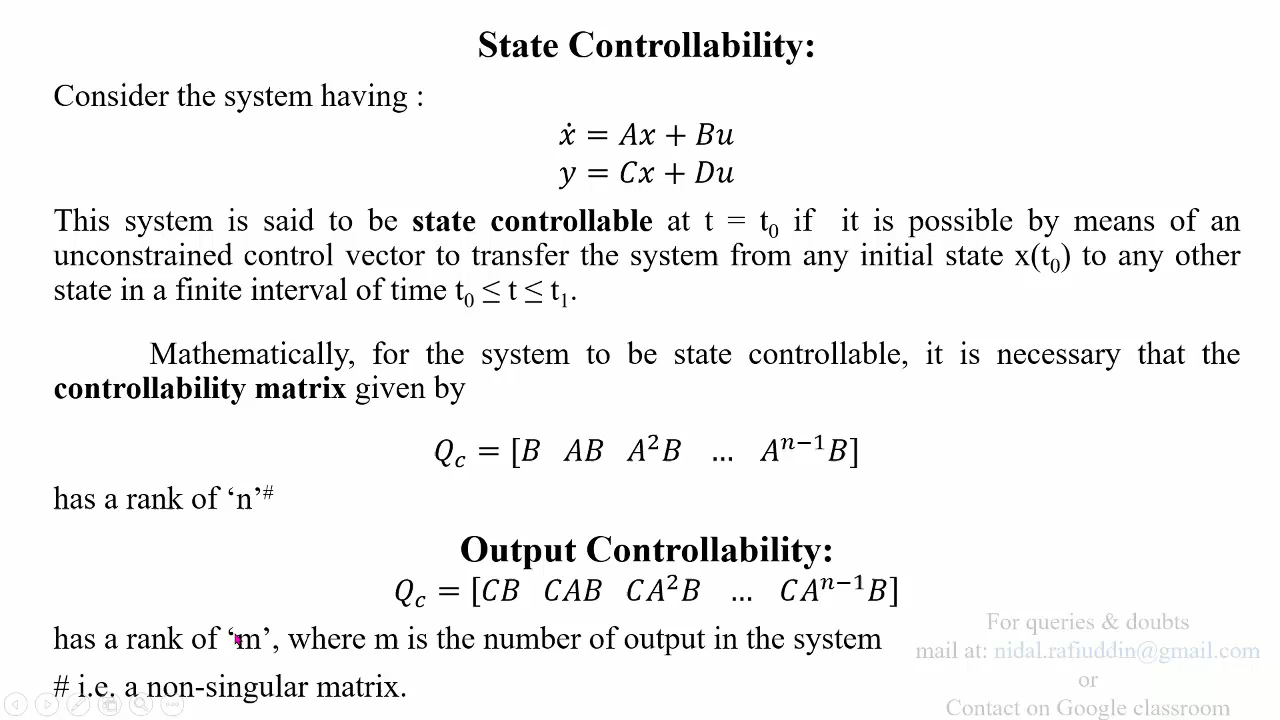 State Controllability:
Consider the system having :
ẋ = Ax + Bu
y = Cx + Du
This system is said to be state controllable at t = t₀ if it is possible by means of an
unconstrained control vector to transfer the system from any initial state x(t₀) to any other
state in a finite interval of time t₀ ≤ t ≤ t₁.
Mathematically, for the system to be state controllable, it is necessary that the
controllability matrix given by
Q_c = [B AB A²B … Aⁿ⁻¹B]
has a rank of ‘n’#
Output Controllability:
Q_c = [CB CAB CA²B … CAⁿ⁻¹B]
has a rank of ‘m’, where m is the number of output in the system
# i.e. a non-singular matrix.
For queries & doubts
mail at: nidal.rafiuddin@gmail.com
or
Contact on Google classroom